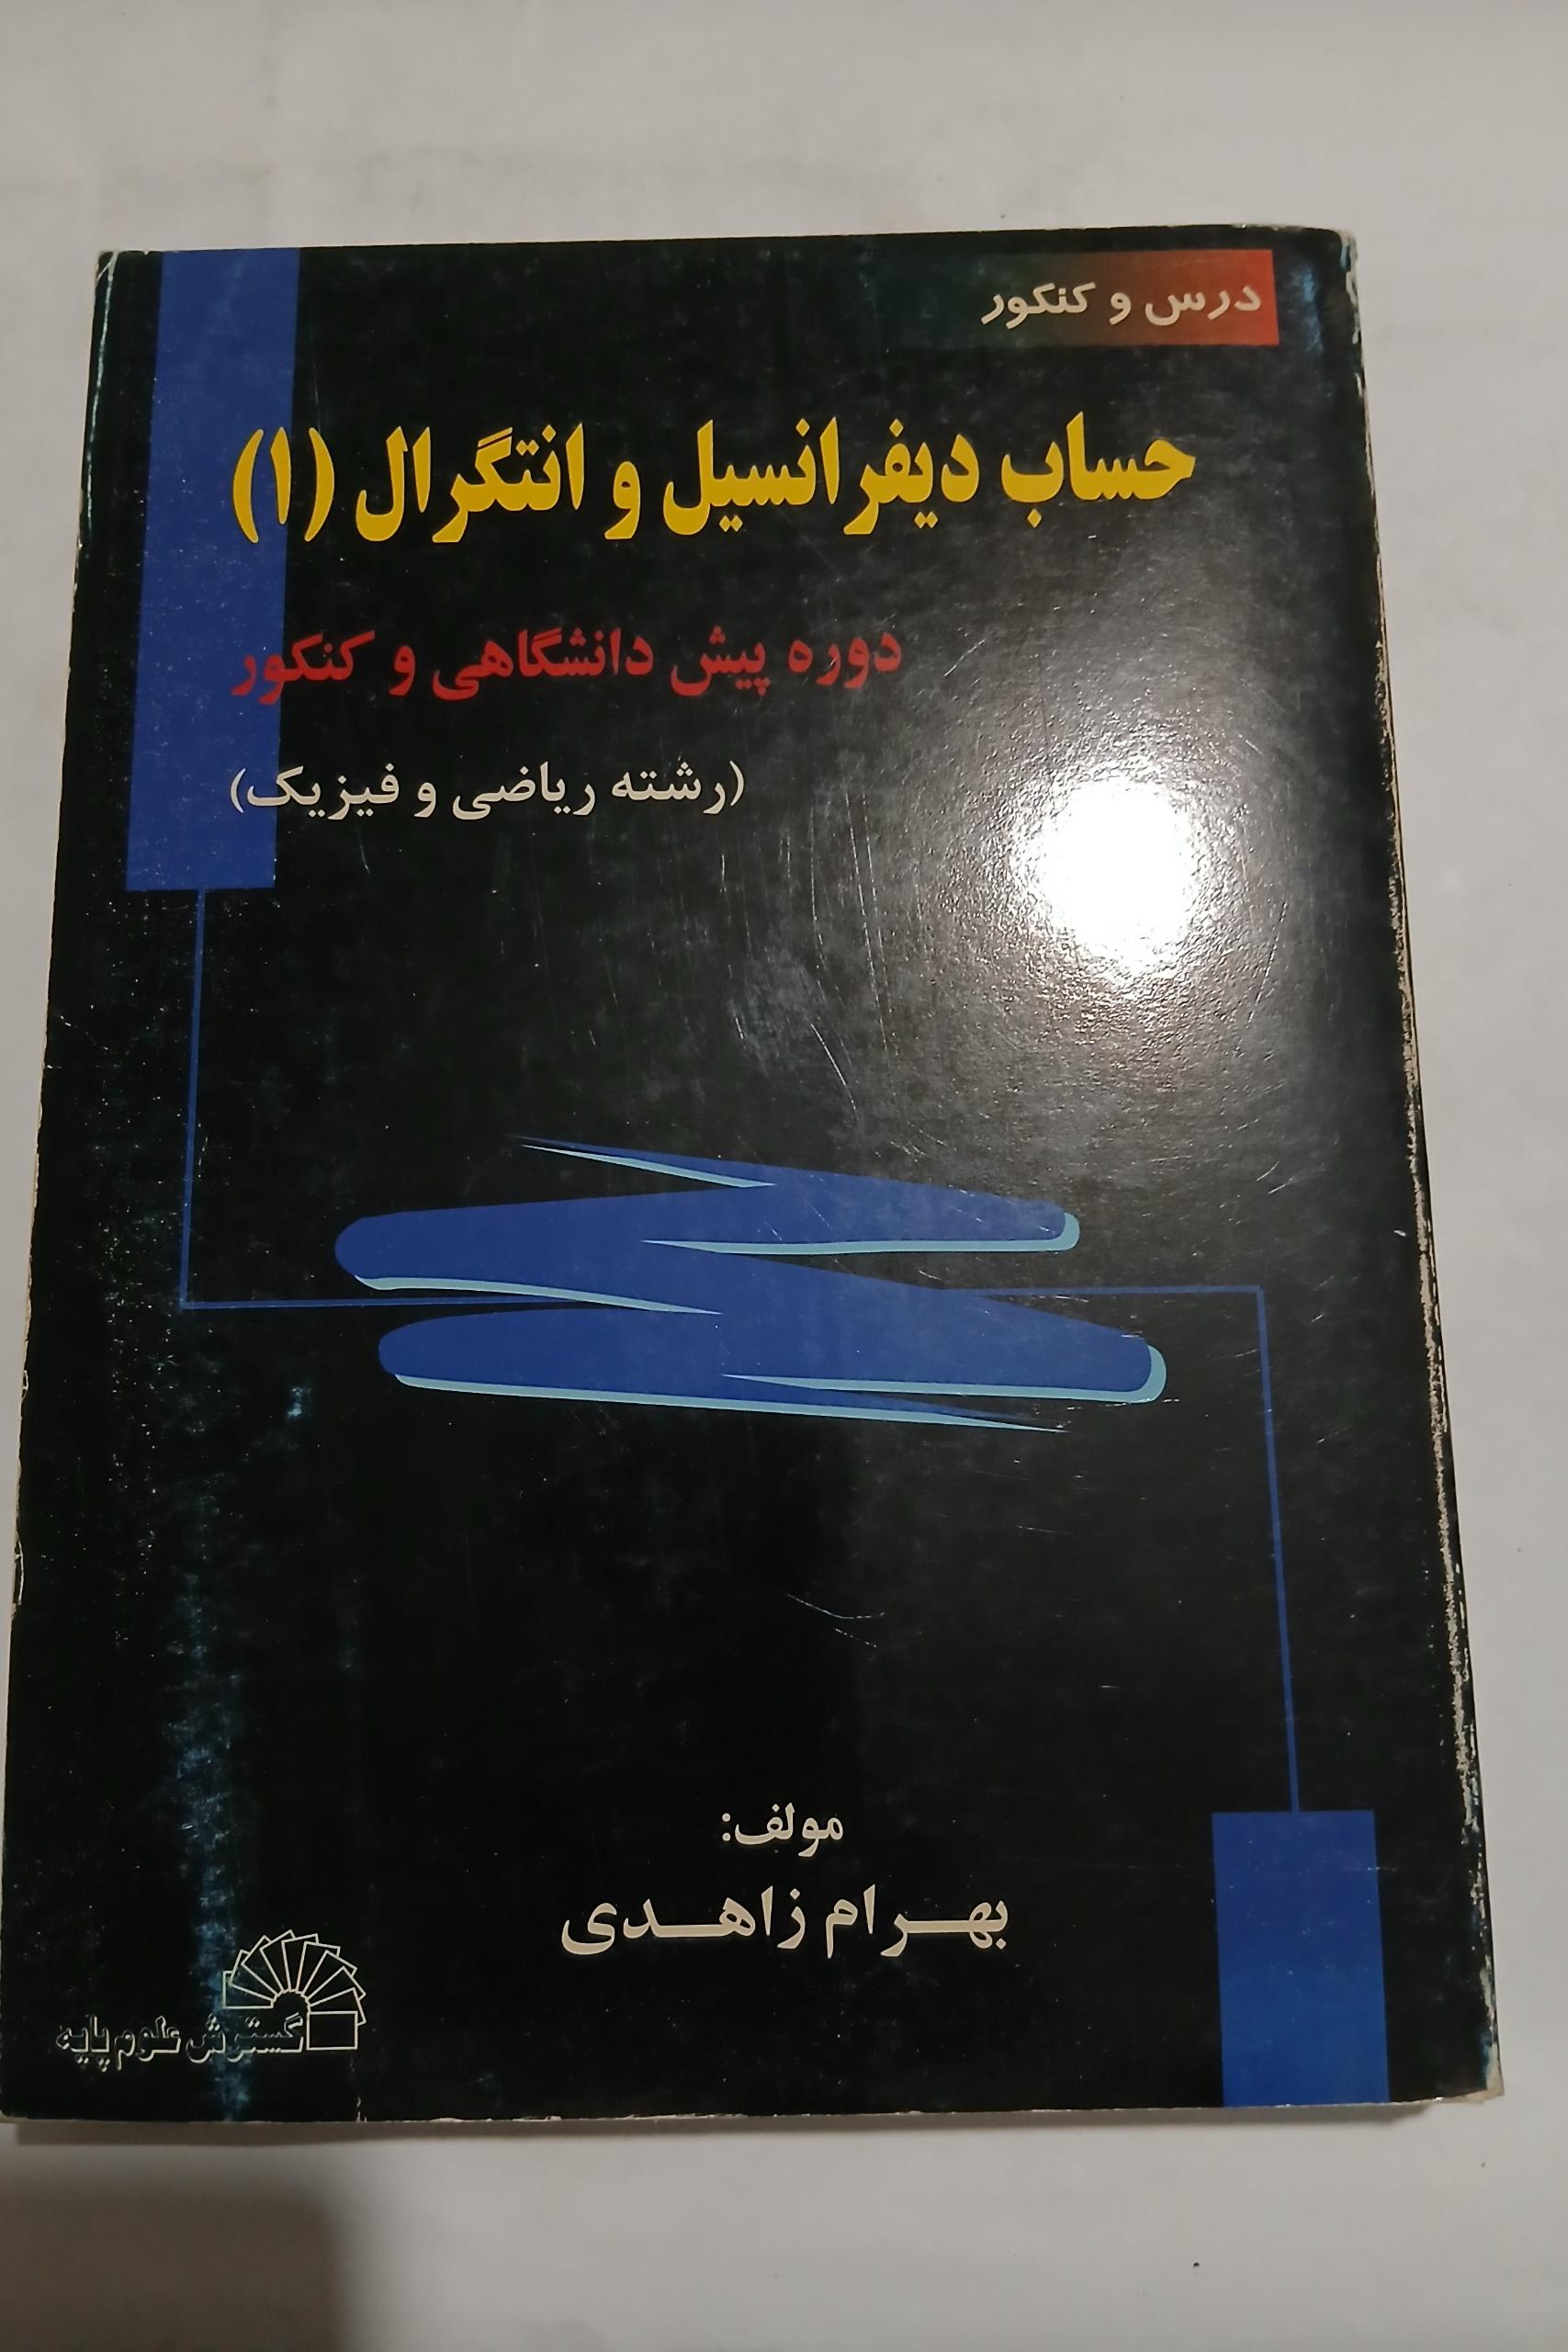 درس و کنکور
حساب دیفرانسیل و انتگرال (۱)
دوره پیش دانشگاهی و کنکور
(رشته ریاضی و فیزیک)
مولف:
بهرام زاهدی
گسترش علوم پایه